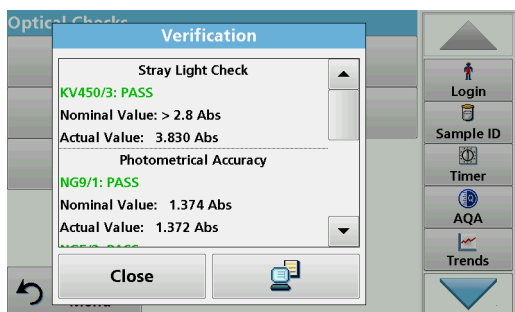 Optical Checks
Verification
Stray Light Check
KV450/3: PASS
Nominal Value: > 2.8 Abs
Actual Value: 3.830 Abs
Photometrical Accuracy
NG9/1: PASS
Nominal Value: 1.374 Abs
Actual Value: 1.372 Abs
Close
Menu
Login
Sample ID
Timer
AQA
Trends